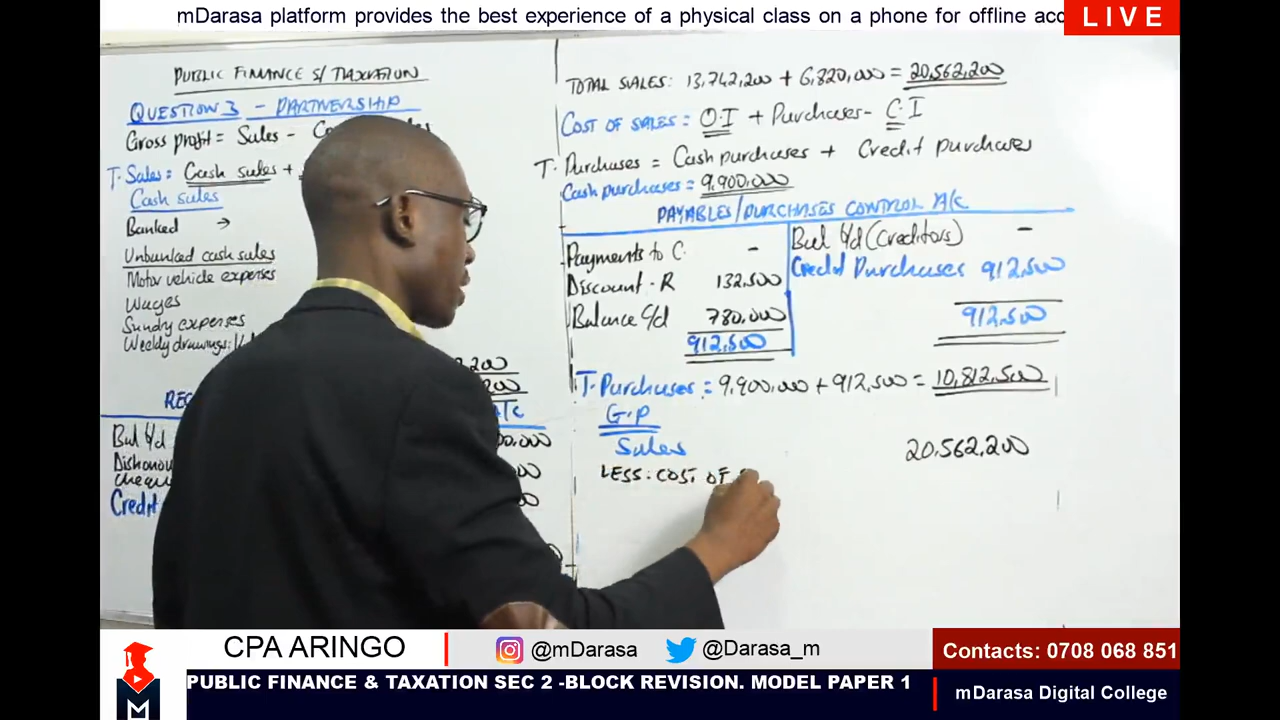 mDarasa platform provides the best experience of a physical class on a phone for offline acc
LIVE
PUBLIC FINANCE S/ TAXATION
QUESTION 3 - PARTNERSHIP
Gross profit = Sales -
T. Sales = Cash sales +
Cash sales
Banked →
Unbanked cash sales
Motor vehicle expenses
Wages
Sundry expenses
Weekly drawings:
Bal b/d
Credit
TOTAL SALES: 13,742,200 + 6,820,000 = 20,562,200
COST OF SALES = O.I + Purchases - C.I
T. Purchases = Cash purchases + Credit purchases
Cash purchases = 9,900,000
PAYABLES/PURCHASES CONTROL A/c
Payments to C. -
Discount - R 132,500
Balance c/d 780,000
912,500
Bal b/d (Creditors) -
Credit Purchases 912,500
912,500
T. Purchases = 9,900,000 + 912,500 = 10,812,500
G.P
Sales 20,562,200
LESS: COST OF
CPA ARINGO
@mDarasa
@Darasa_m
Contacts: 0708 068 851
PUBLIC FINANCE & TAXATION SEC 2 -BLOCK REVISION. MODEL PAPER 1
mDarasa Digital College